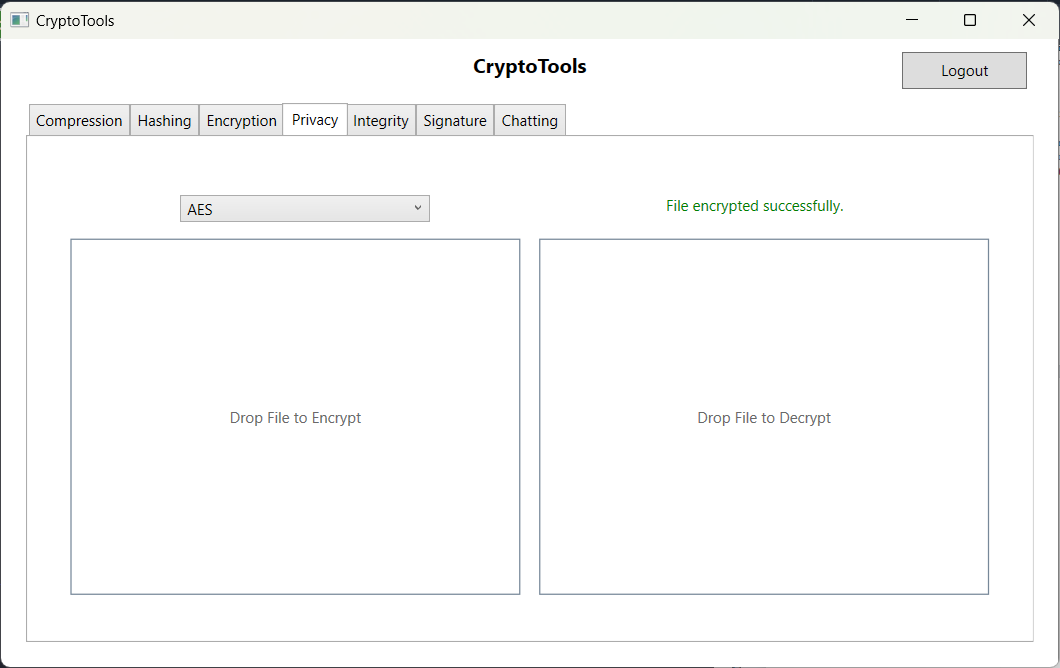 CryptoTools
CryptoTools
Logout
Compression Hashing Encryption Privacy Integrity Signature Chatting
AES File encrypted successfully.
Drop File to Encrypt Drop File to Decrypt